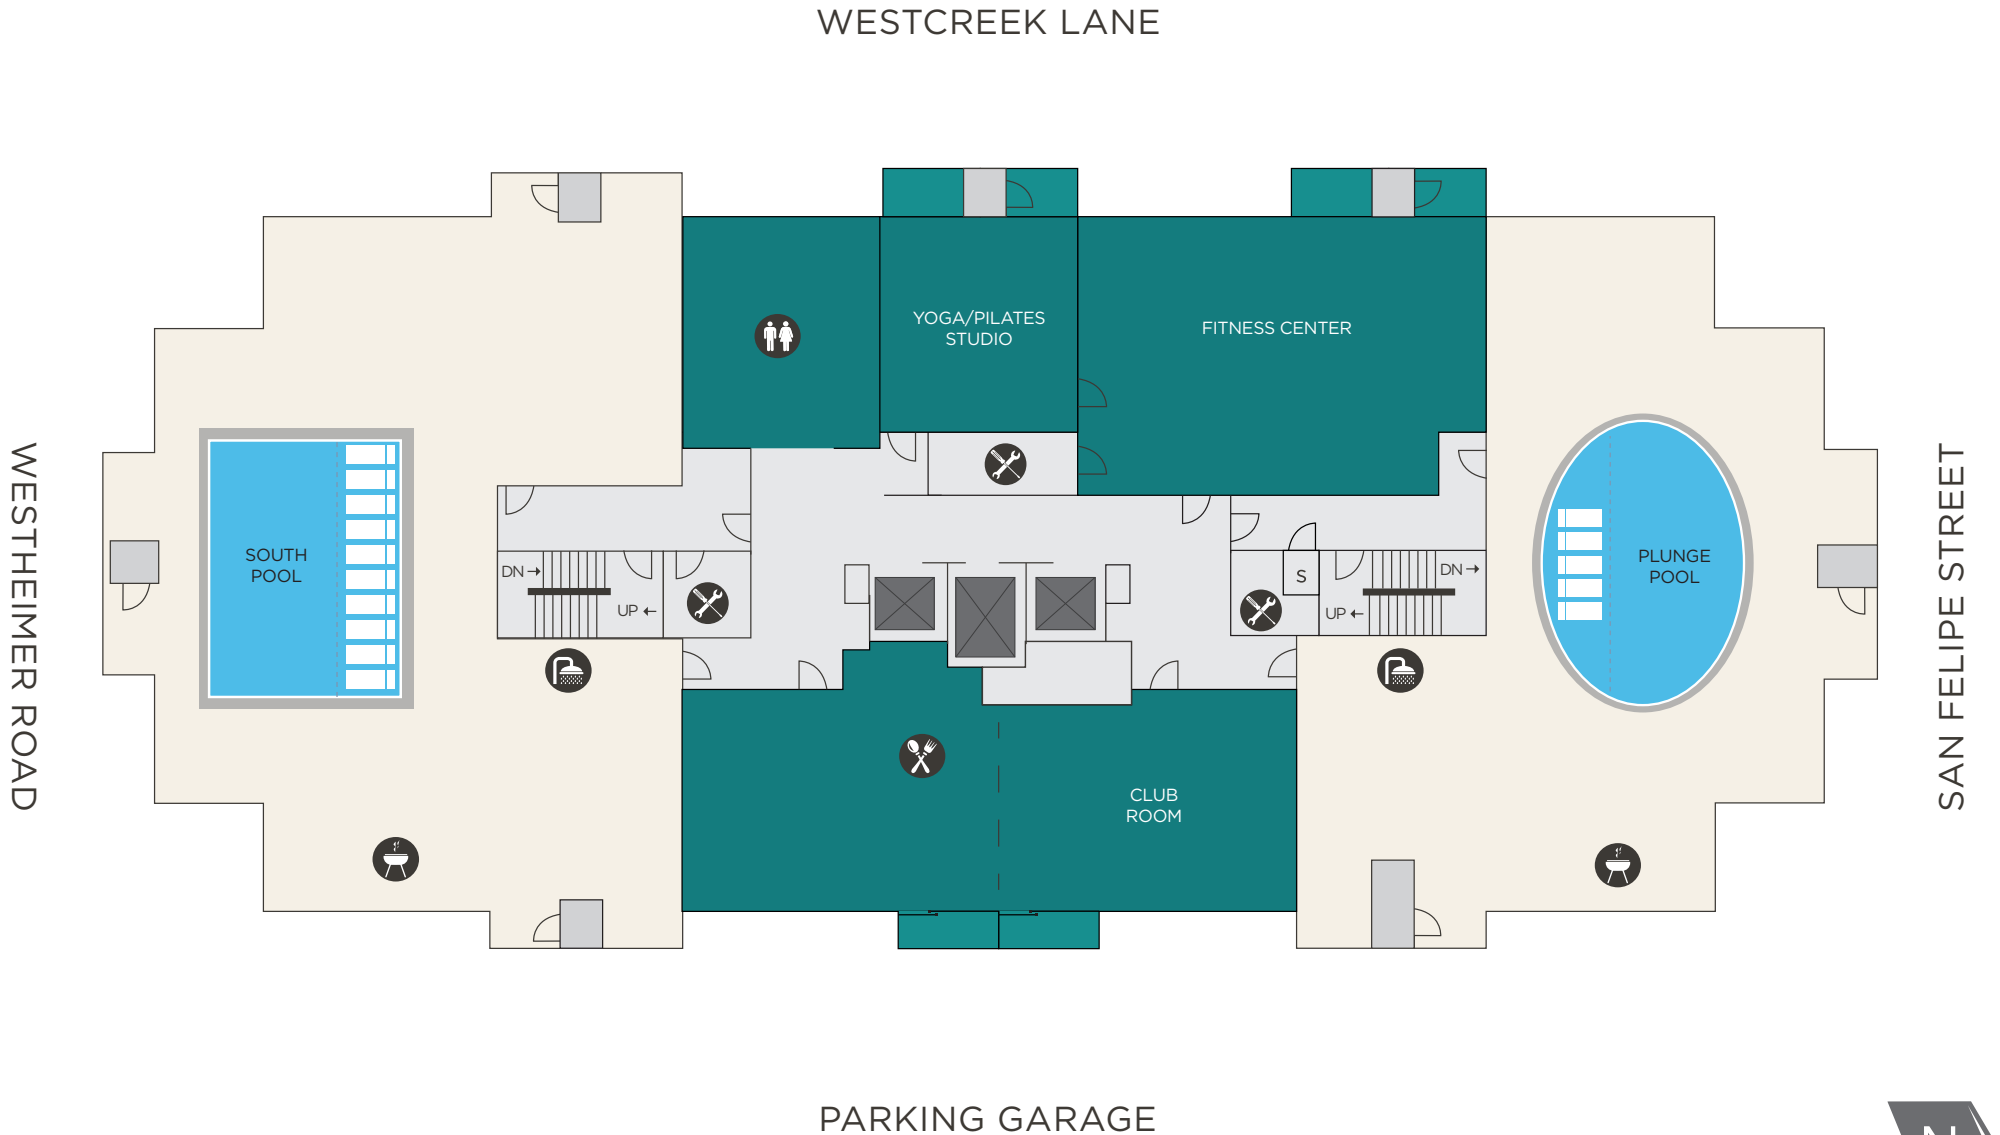 WESTCREEK LANE
YOGA/PILATES
STUDIO
FITNESS CENTER
WESTHEIMER ROAD
SOUTH
POOL
DN
UP
S
DN
UP
PLUNGE
POOL
SAN FELIPE STREET
CLUB
ROOM
PARKING GARAGE
N